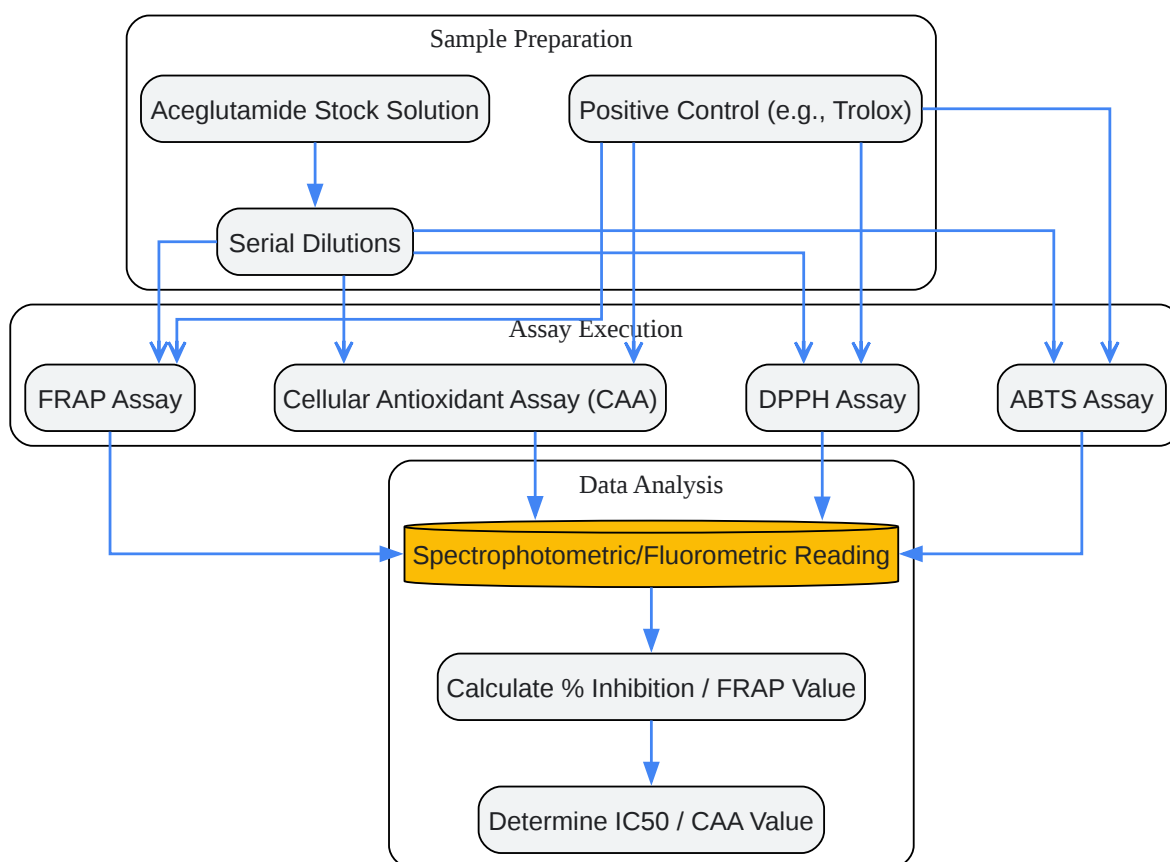 Sample Preparation
Aceglutamide Stock Solution
Positive Control (e.g., Trolox)
Serial Dilutions
Assay Execution
FRAP Assay
Cellular Antioxidant Assay (CAA)
DPPH Assay
ABTS Assay
Data Analysis
Spectrophotometric/Fluorometric Reading
Calculate % Inhibition / FRAP Value
Determine IC50 / CAA Value